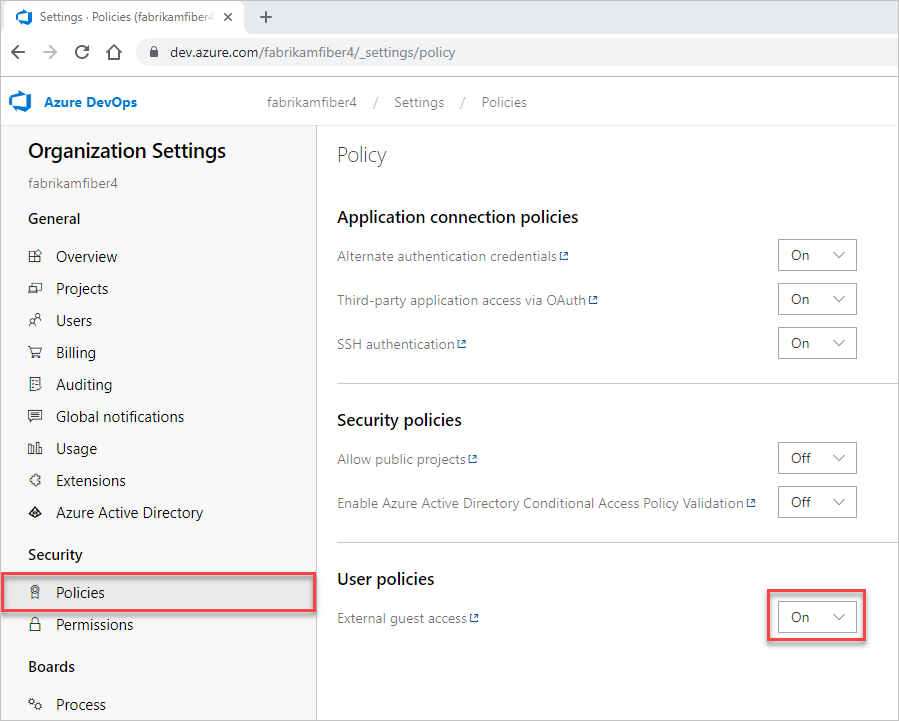 Settings · Policies (fabrikamfiber4
dev.azure.com/fabrikamfiber4/_settings/policy
Azure DevOps
fabrikamfiber4 / Settings / Policies
Organization Settings
fabrikamfiber4
General
Overview
Projects
Users
Billing
Auditing
Global notifications
Usage
Extensions
Azure Active Directory
Security
Policies
Permissions
Boards
Process
Policy
Application connection policies
Alternate authentication credentials On
Third-party application access via OAuth On
SSH authentication On
Security policies
Allow public projects Off
Enable Azure Active Directory Conditional Access Policy Validation Off
User policies
External guest access On